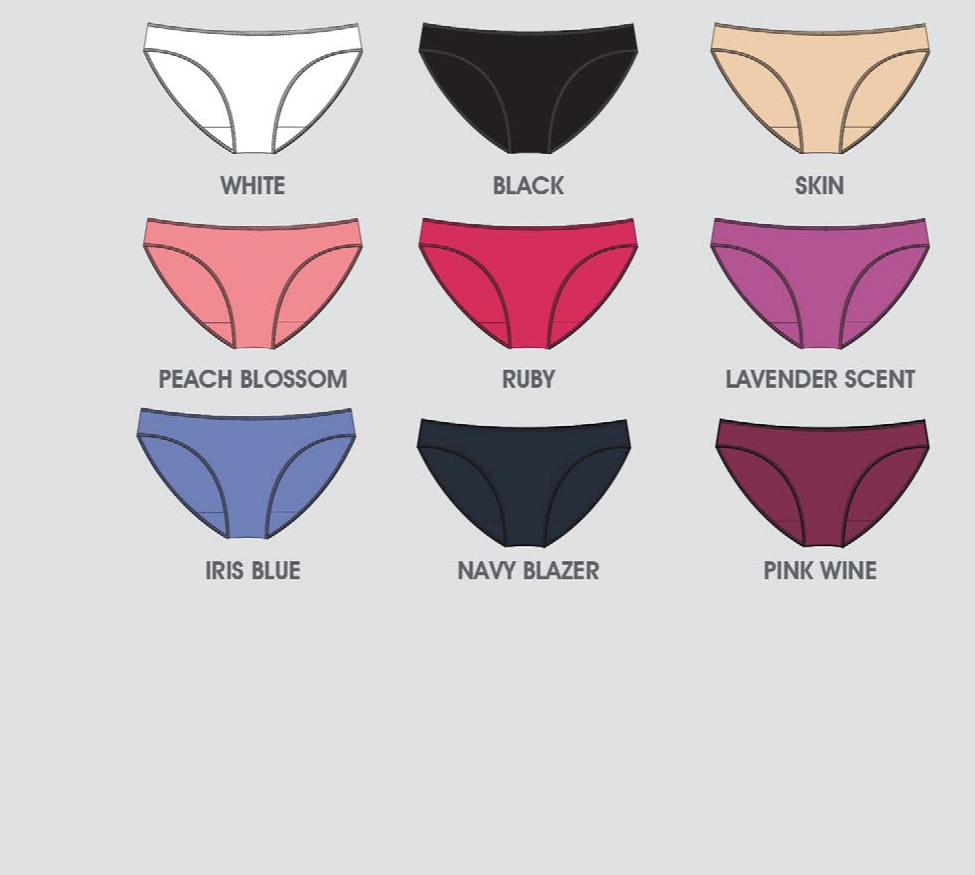 WHITE
BLACK
SKIN
PEACH BLOSSOM
RUBY
LAVENDER SCENT
IRIS BLUE
NAVY BLAZER
PINK WINE